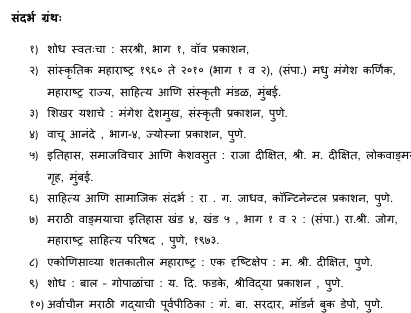 संदर्भ ग्रंथः
१) शोध स्वतःचा : सरश्री, भाग १, वॉव प्रकाशन,
२) सांस्कृतिक महाराष्ट्र १९६० ते २०१० (भाग १ व २), (संपा.) मधु मंगेश कर्णिक,
महाराष्ट्र राज्य, साहित्य आणि संस्कृती मंडळ, मुंबई.
३) शिखर यशाचे : मंगेश देशमुख, संस्कृती प्रकाशन, पुणे.
४) वाचू आनंदे , भाग-४, ज्योस्ना प्रकाशन, पुणे.
५) इतिहास, समाजविचार आणि केशवसुत : राजा दीक्षित, श्री. म. दीक्षित, लोकवाङ्मय
गृह, मुंबई.
६) साहित्य आणि सामाजिक संदर्भ : रा . ग. जाधव, कॉन्टिनेन्टल प्रकाशन, पुणे.
७) मराठी वाङ्मयाचा इतिहास खंड ४, खंड ५ , भाग १ व २ : (संपा.) रा.श्री. जोग,
महाराष्ट्र साहित्य परिषद , पुणे, १९७३.
८) एकोणिसाव्या शतकातील महाराष्ट्र : एक दृष्टिक्षेप : म. श्री. दीक्षित, पुणे.
९) शोध : बाल - गोपाळांचा : य. दि. फडके, श्रीविद्या प्रकाशन , पुणे.
१०) अर्वाचीन मराठी गद्याची पूर्वपीठिका : गं. बा. सरदार, मॉडर्न बुक डेपो, पुणे.